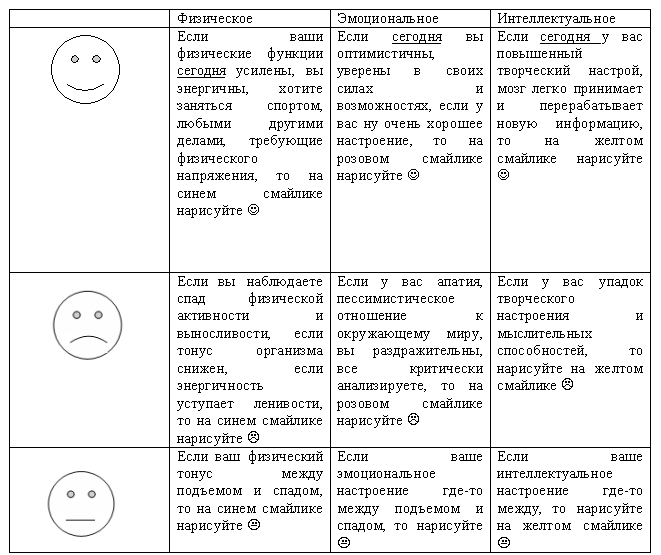 Физическое Эмоциональное Интеллектуальное
Если ваши
физические функции
сегодня усилены, вы
энергичны, хотите
заняться спортом,
любыми другими
делами, требующие
физического
напряжения, то на
синем смайлике
нарисуйте ☺
Если сегодня вы
оптимистичны,
уверены в своих
силах и
возможностях, если у
вас ну очень хорошее
настроение, то на
розовом смайлике
нарисуйте ☺
Если сегодня у вас
повышенный
творческий настрой,
мозг легко принимает
и перерабатывает
новую информацию,
то на желтом
смайлике нарисуйте
☺
Если вы наблюдаете
спад физической
активности и
выносливости, если
тонус организма
снижен, если
энергичность
уступает ленивости,
то на синем смайлике
нарисуйте ☹
Если у вас апатия,
пессимистическое
отношение к
окружающему миру,
вы раздражительны,
все критически
анализируете, то на
розовом смайлике
нарисуйте ☹
Если у вас упадок
творческого
настроения и
мыслительных
способностей, то
нарисуйте на желтом
смайлике ☹
Если ваш физический
тонус между
подъемом и спадом,
то на синем смайлике
нарисуйте 😐
Если ваше
эмоциональное
настроение где-то
между подъемом и
спадом, то нарисуйте
😐
Если ваше
интеллектуальное
настроение где-то
между, то нарисуйте
на желтом смайлике
😐